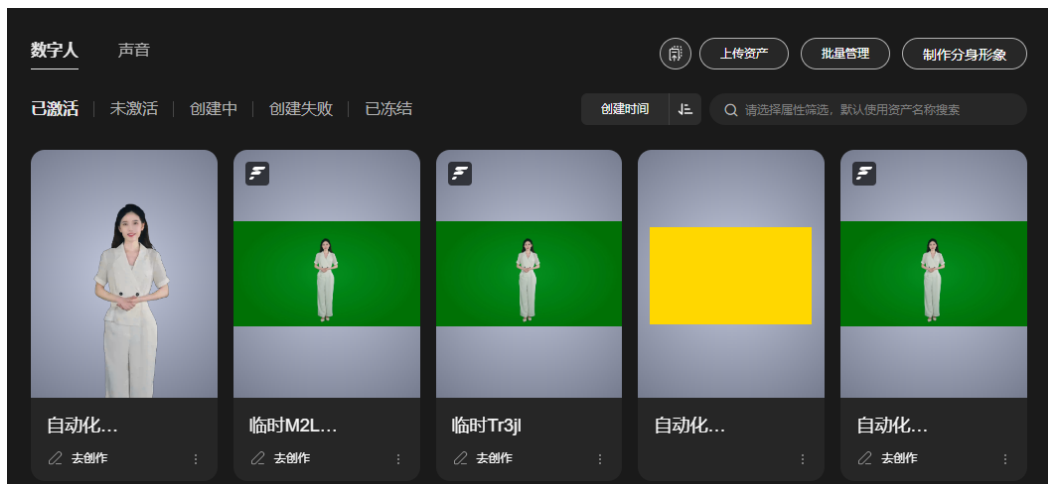 数字人 声音 上传资产 批量管理 制作分身形象
已激活 未激活 创建中 创建失败 已冻结 创建时间 请选择属性筛选，默认使用资产名称搜索
自动化... 临时M2L... 临时Tr3jl 自动化... 自动化...
去创作 去创作 去创作 去创作